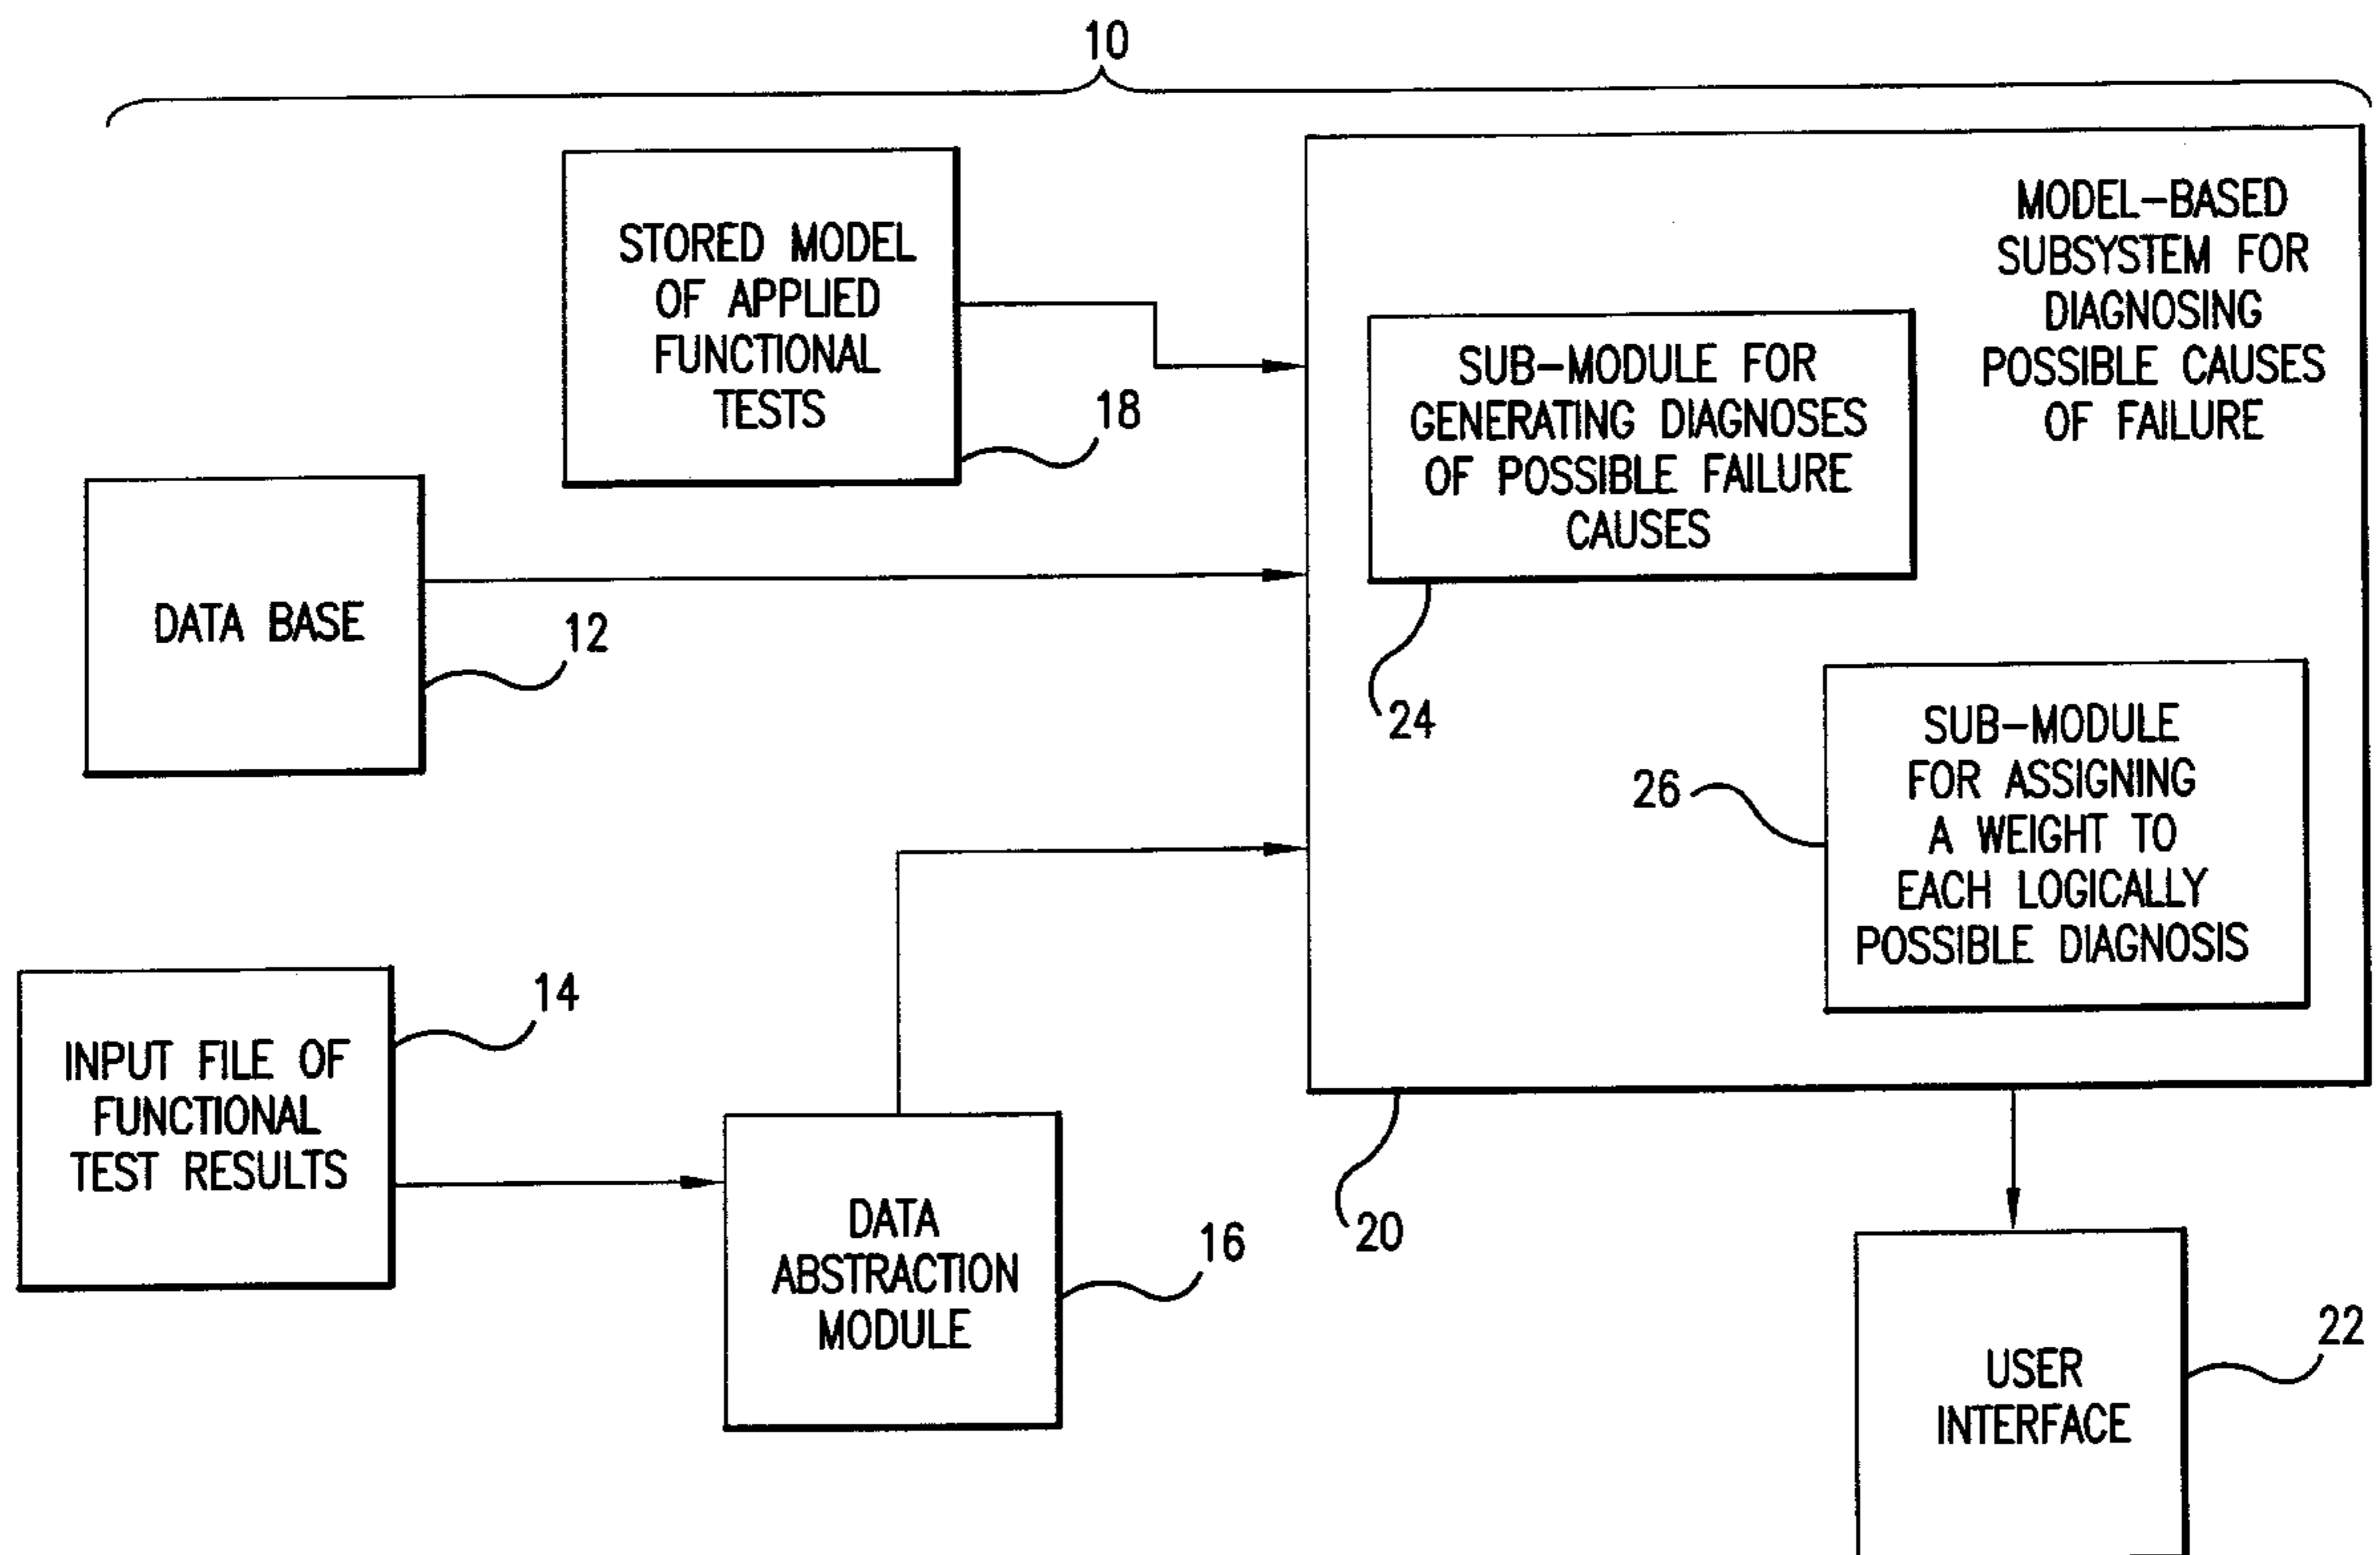 10
STORED MODEL
OF APPLIED
FUNCTIONAL
TESTS
18
MODEL-BASED
SUBSYSTEM FOR
DIAGNOSING
POSSIBLE CAUSES
OF FAILURE
SUB-MODULE FOR
GENERATING DIAGNOSES
OF POSSIBLE FAILURE
CAUSES
24
DATA BASE
12
SUB-MODULE
FOR ASSIGNING
A WEIGHT TO
EACH LOGICALLY
POSSIBLE DIAGNOSIS
26
INPUT FILE OF
FUNCTIONAL
TEST RESULTS
14
DATA
ABSTRACTION
MODULE
16
20
USER
INTERFACE
22